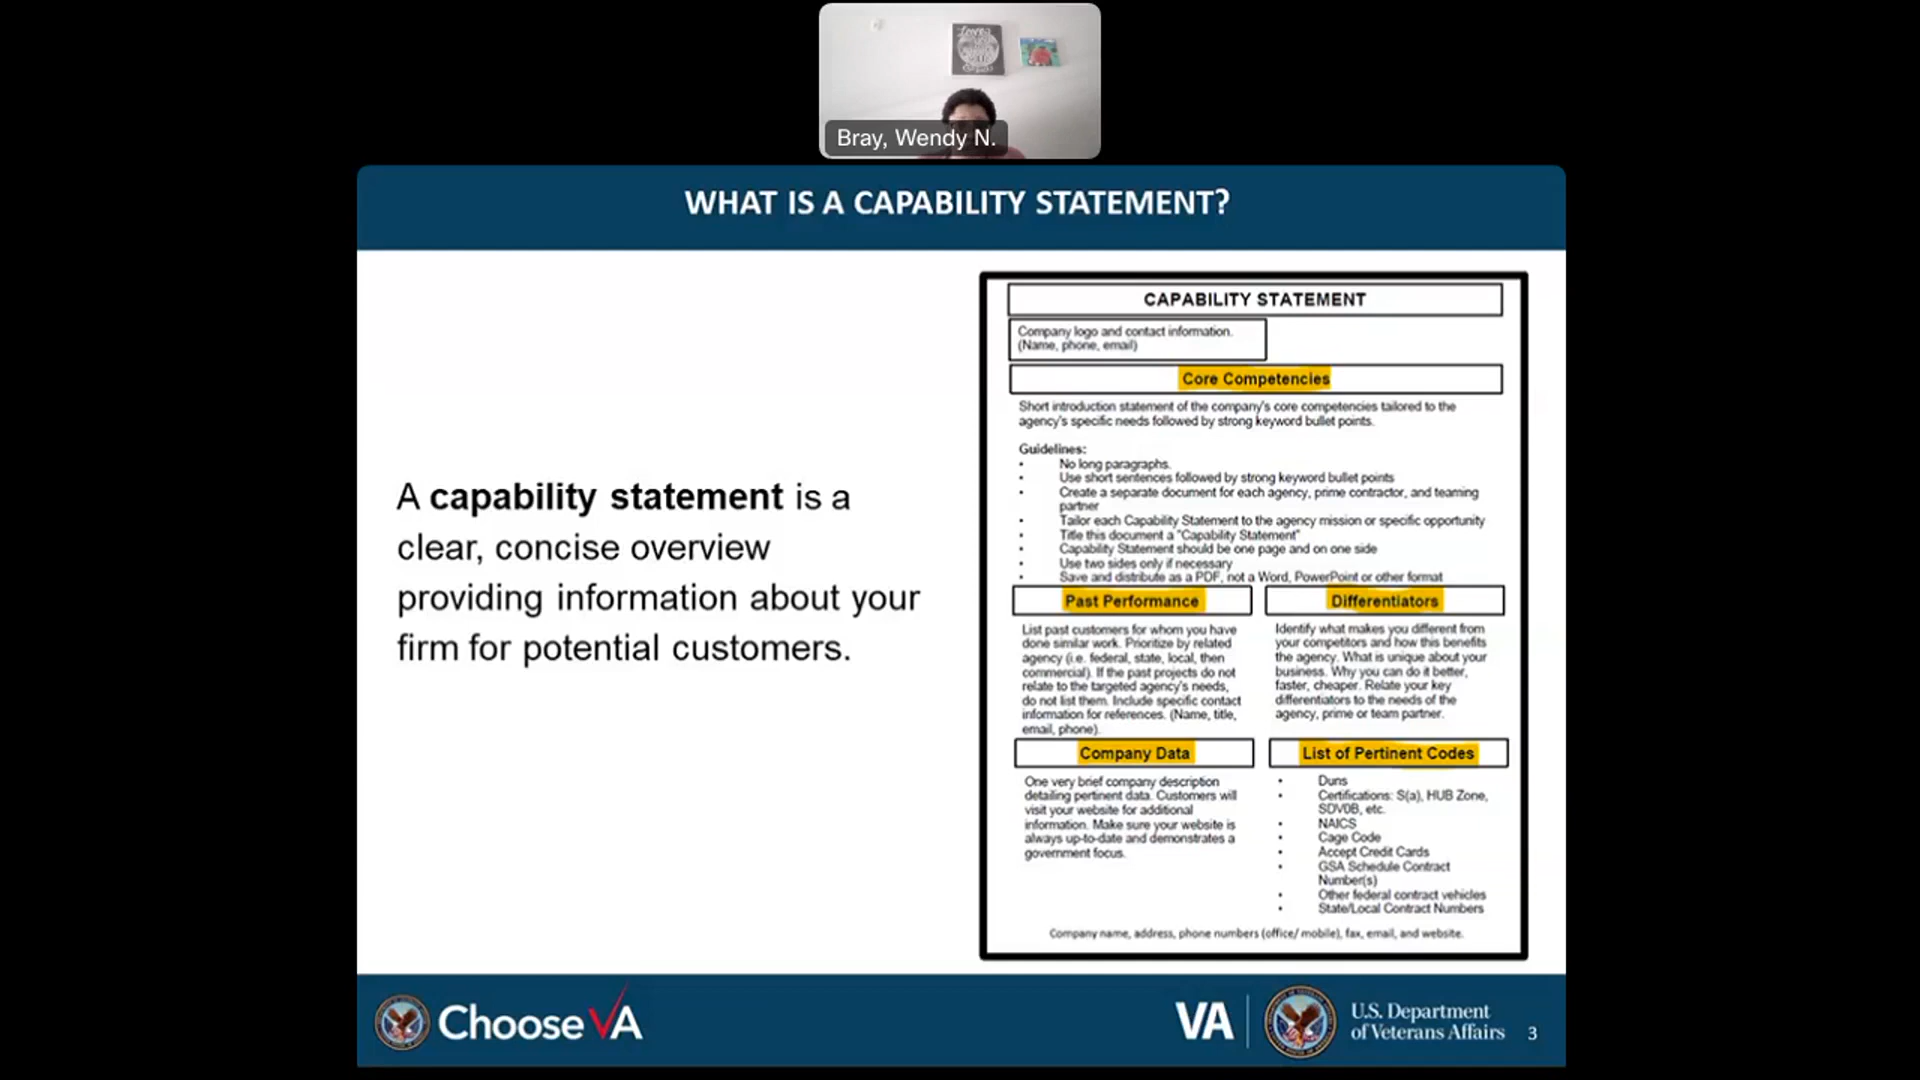 Love
Bray, Wendy N.
WHAT IS A CAPABILITY STATEMENT?
A capability statement is a
clear, concise overview
providing information about your
firm for potential customers.
CAPABILITY STATEMENT
Company logo and contact information.
(Name, phone, email)
Core Competencies
Short introduction statement of the company's core competencies tailored to the
agency's specific needs followed by strong keyword bullet points.
Guidelines:
• No long paragraphs.
• Use short sentences followed by strong keyword bullet points
• Create a separate document for each agency, prime contractor, and teaming
partner
• Tailor each Capability Statement to the agency mission or specific opportunity
• Title this document a "Capability Statement"
• Capability Statement should be one page and on one side
• Use two sides only if necessary
• Save and distribute as a PDF, not a Word, PowerPoint or other format
Past Performance
List past customers for whom you have
done similar work. Prioritize by related
agency (i.e. federal, state, local, then
commercial). If the past projects do not
relate to the targeted agency's needs,
do not list them. Include specific contact
information for references. (Name, title,
email, phone).
Differentiators
Identify what makes you different from
your competitors and how this benefits
the agency. What is unique about your
business. Why you can do it better,
faster, cheaper. Relate your key
differentiators to the needs of the
agency, prime or team partner.
Company Data
One very brief company description
detailing pertinent data. Customers will
visit your website for additional
information. Make sure your website is
always up-to-date and demonstrates a
government focus.
List of Pertinent Codes
• Duns
• Certifications: S(a), HUB Zone,
SDV0B, etc.
• NAICS
• Cage Code
• Accept Credit Cards
• GSA Schedule Contract
Number(s)
• Other federal contract vehicles
• State/Local Contract Numbers
Company name, address, phone numbers (office/ mobile), fax, email, and website.
Choose VA
VA
U.S. Department
of Veterans Affairs
3